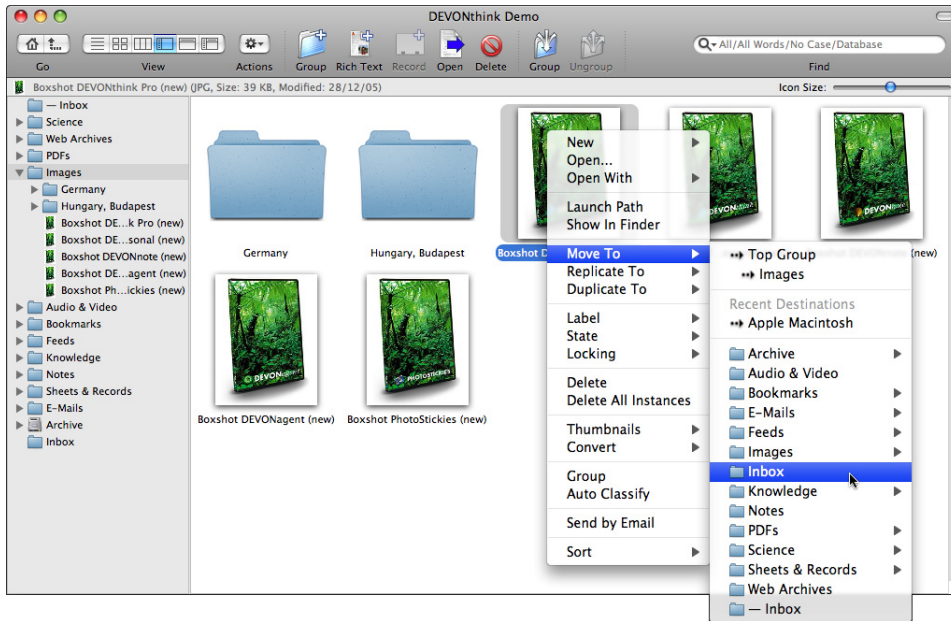 DEVONthink Demo
Go
View
Actions
Group
Rich Text
Record
Open
Delete
Group
Ungroup
All/All Words/No Case/Database
Find
Boxshot DEVONthink Pro (new) (JPG, Size: 39 KB, Modified: 28/12/05)
Icon Size:
— Inbox
Science
Web Archives
PDFs
Images
Germany
Hungary, Budapest
Boxshot DE...k Pro (new)
Boxshot DE...sonal (new)
Boxshot DEVONnote (new)
Boxshot DE...agent (new)
Boxshot Ph...ickies (new)
Audio & Video
Bookmarks
Feeds
Knowledge
Notes
Sheets & Records
E-Mails
Archive
Inbox
Germany
Hungary, Budapest
Boxshot D
(new)
Boxshot DEVONagent (new)
Boxshot PhotoStickies (new)
PHOTOSTICKIES
New
Open...
Open With
Launch Path
Show In Finder
Move To
Replicate To
Duplicate To
Label
State
Locking
Delete
Delete All Instances
Thumbnails
Convert
Group
Auto Classify
Send by Email
Sort
Top Group
Images
Recent Destinations
Apple Macintosh
Archive
Audio & Video
Bookmarks
E-Mails
Feeds
Images
Inbox
Knowledge
Notes
PDFs
Science
Sheets & Records
Web Archives
— Inbox